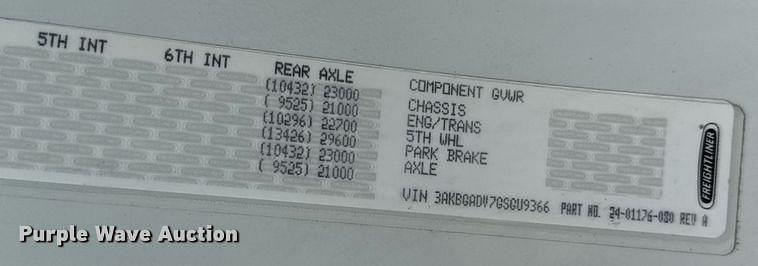 5TH INT 6TH INT REAR AXLE COMPONENT GVWR
(10432) 23000 CHASSIS
( 9525) 21000 ENG/TRANS
(10296) 22700 5TH WHL
(13426) 29600 PARK BRAKE
(10432) 23000 AXLE
( 9525) 21000
VIN 3AKBGADV7GSGU9366 PART NO. 24-01176-080 REV A
FREIGHTLINER
Purple Wave Auction